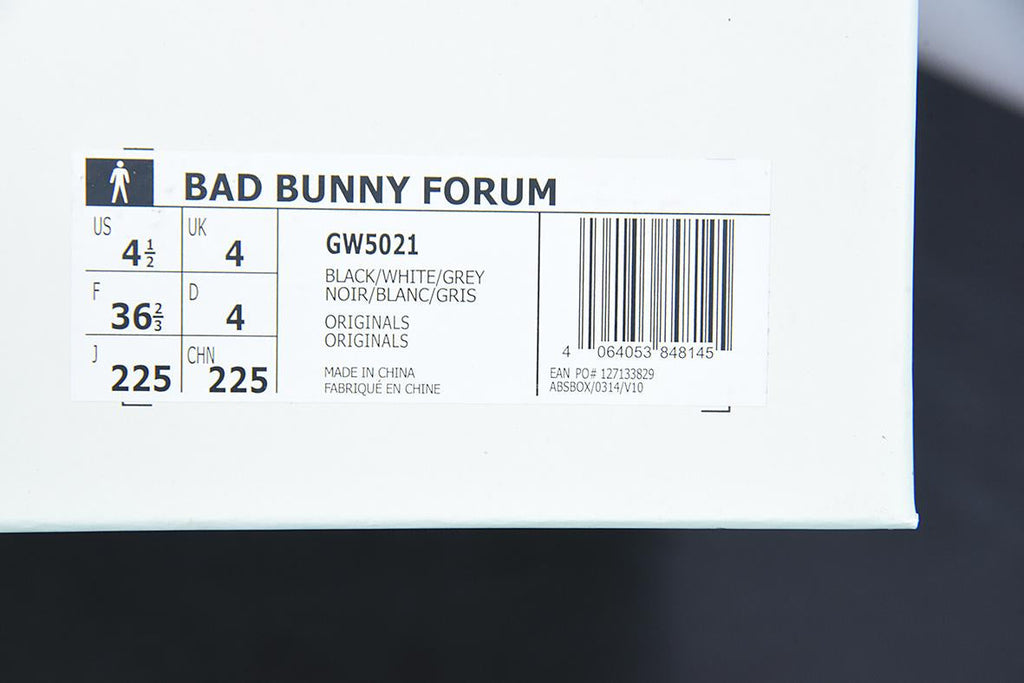 BAD BUNNY FORUM
US 4½ UK 4
F 36⅔ D 4
J 225 CHN 225
GW5021
BLACK/WHITE/GREY
NOIR/BLANC/GRIS
ORIGINALS
ORIGINALS
MADE IN CHINA
FABRIQUÉ EN CHINE
4 064053 848145
EAN PO# 127133829
ABSBOX/0314/V10